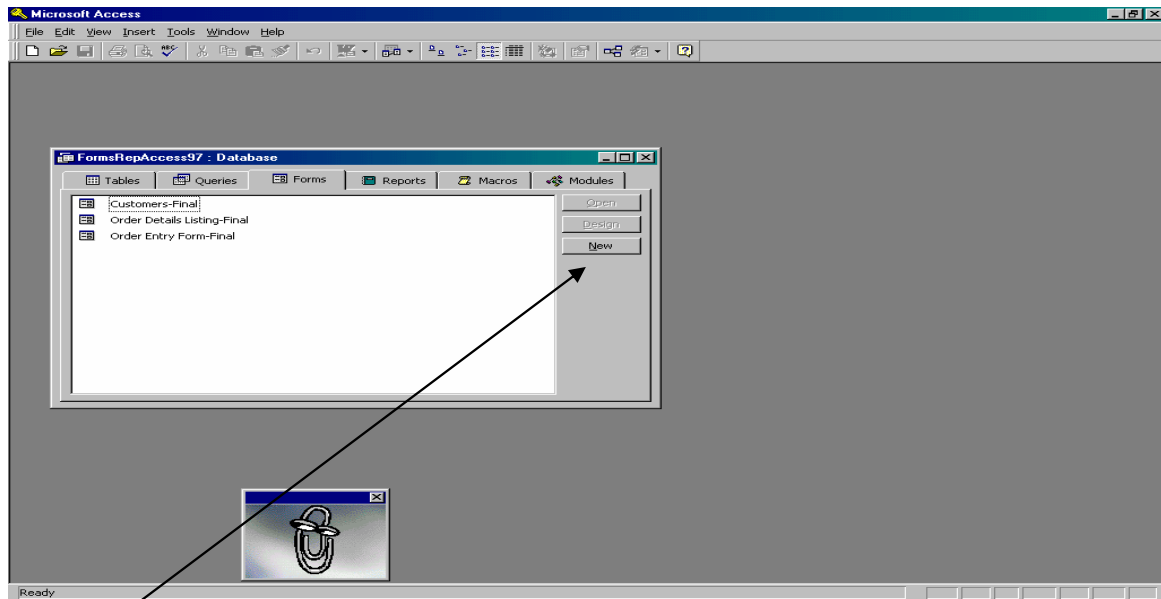 Microsoft Access
File Edit View Insert Tools Window Help
FormsRepAccess97 : Database
Tables Queries Forms Reports Macros Modules
Customers-Final Open
Order Details Listing-Final Design
Order Entry Form-Final New
Ready